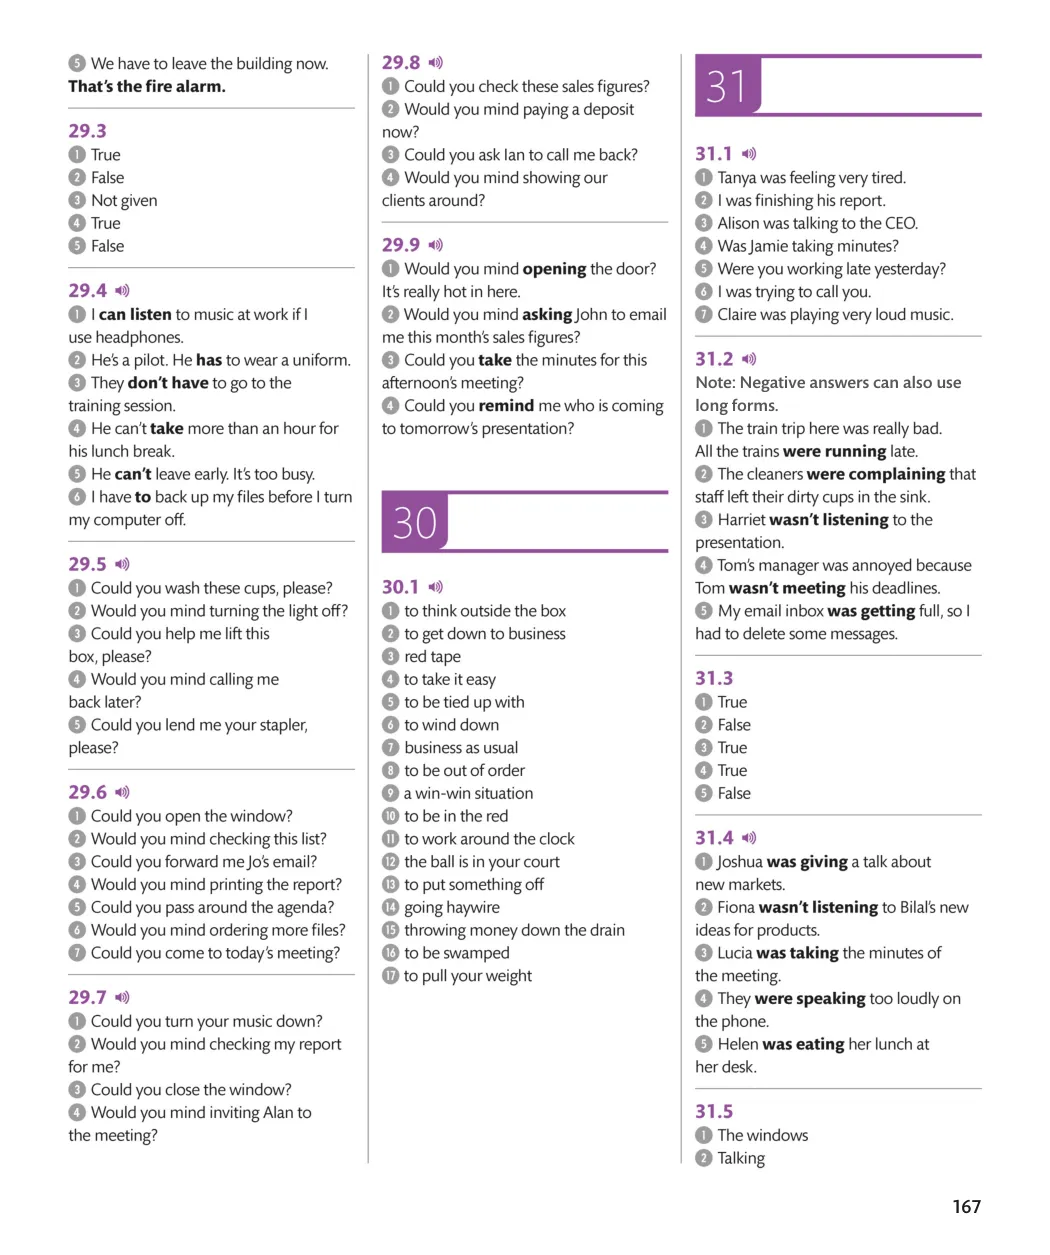 5 We have to leave the building now.
That's the fire alarm.
29.3
1 True
2 False
3 Not given
4 True
5 False
29.4
1 I can listen to music at work if I
use headphones.
2 He's a pilot. He has to wear a uniform.
3 They don't have to go to the
training session.
4 He can't take more than an hour for
his lunch break.
5 He can't leave early. It's too busy.
6 I have to back up my files before I turn
my computer off.
29.5
1 Could you wash these cups, please?
2 Would you mind turning the light off?
3 Could you help me lift this
box, please?
4 Would you mind calling me
back later?
5 Could you lend me your stapler,
please?
29.6
1 Could you open the window?
2 Would you mind checking this list?
3 Could you forward me Jo's email?
4 Would you mind printing the report?
5 Could you pass around the agenda?
6 Would you mind ordering more files?
7 Could you come to today's meeting?
29.7
1 Could you turn your music down?
2 Would you mind checking my report
for me?
3 Could you close the window?
4 Would you mind inviting Alan to
the meeting?
29.8
1 Could you check these sales figures?
2 Would you mind paying a deposit
now?
3 Could you ask Ian to call me back?
4 Would you mind showing our
clients around?
29.9
1 Would you mind opening the door?
It's really hot in here.
2 Would you mind asking John to email
me this month's sales figures?
3 Could you take the minutes for this
afternoon's meeting?
4 Could you remind me who is coming
to tomorrow's presentation?
30
30.1
1 to think outside the box
2 to get down to business
3 red tape
4 to take it easy
5 to be tied up with
6 to wind down
7 business as usual
8 to be out of order
9 a win-win situation
10 to be in the red
11 to work around the clock
12 the ball is in your court
13 to put something off
14 going haywire
15 throwing money down the drain
16 to be swamped
17 to pull your weight
31
31.1
1 Tanya was feeling very tired.
2 I was finishing his report.
3 Alison was talking to the CEO.
4 Was Jamie taking minutes?
5 Were you working late yesterday?
6 I was trying to call you.
7 Claire was playing very loud music.
31.2
Note: Negative answers can also use
long forms.
1 The train trip here was really bad.
All the trains were running late.
2 The cleaners were complaining that
staff left their dirty cups in the sink.
3 Harriet wasn't listening to the
presentation.
4 Tom's manager was annoyed because
Tom wasn't meeting his deadlines.
5 My email inbox was getting full, so I
had to delete some messages.
31.3
1 True
2 False
3 True
4 True
5 False
31.4
1 Joshua was giving a talk about
new markets.
2 Fiona wasn't listening to Bilal's new
ideas for products.
3 Lucia was taking the minutes of
the meeting.
4 They were speaking too loudly on
the phone.
5 Helen was eating her lunch at
her desk.
31.5
1 The windows
2 Talking
167